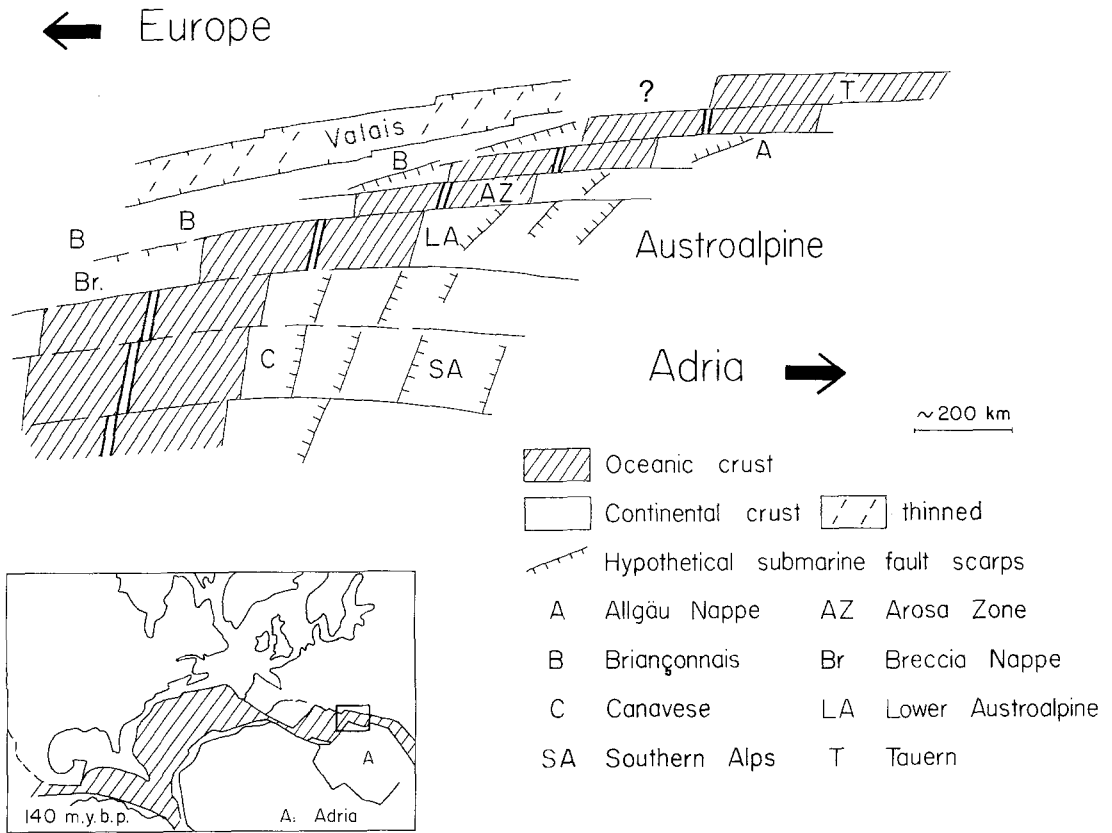 Europe
?
T
Valais
B
A
AZ
B
B
LA
Austroalpine
Br.
C
SA
Adria
~200 km
Oceanic crust
Continental crust
thinned
Hypothetical submarine fault scarps
A Allgäu Nappe
AZ Arosa Zone
B Briançonnais
Br Breccia Nappe
C Canavese
LA Lower Austroalpine
SA Southern Alps
T Tauern
A
140 m.y.b.p.
A: Adria